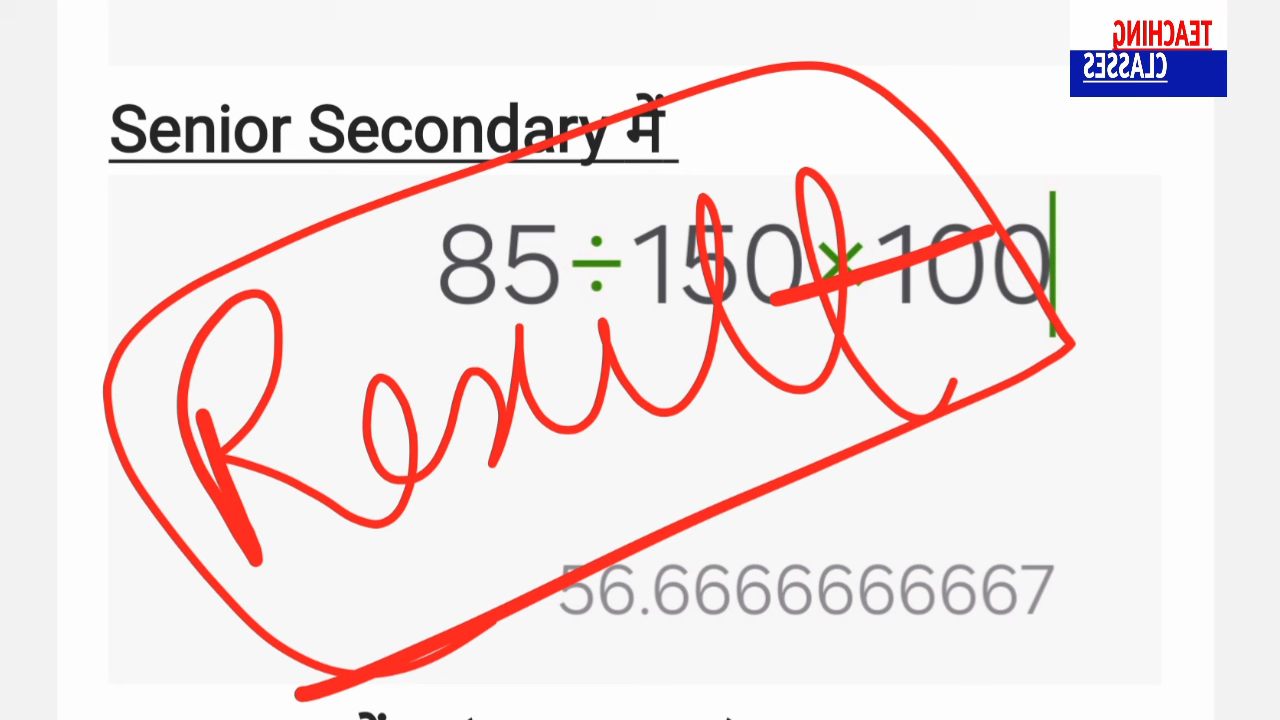 TEACHING
CLASSES
Senior Secondary में
85÷150×100
Result
56.6666666667